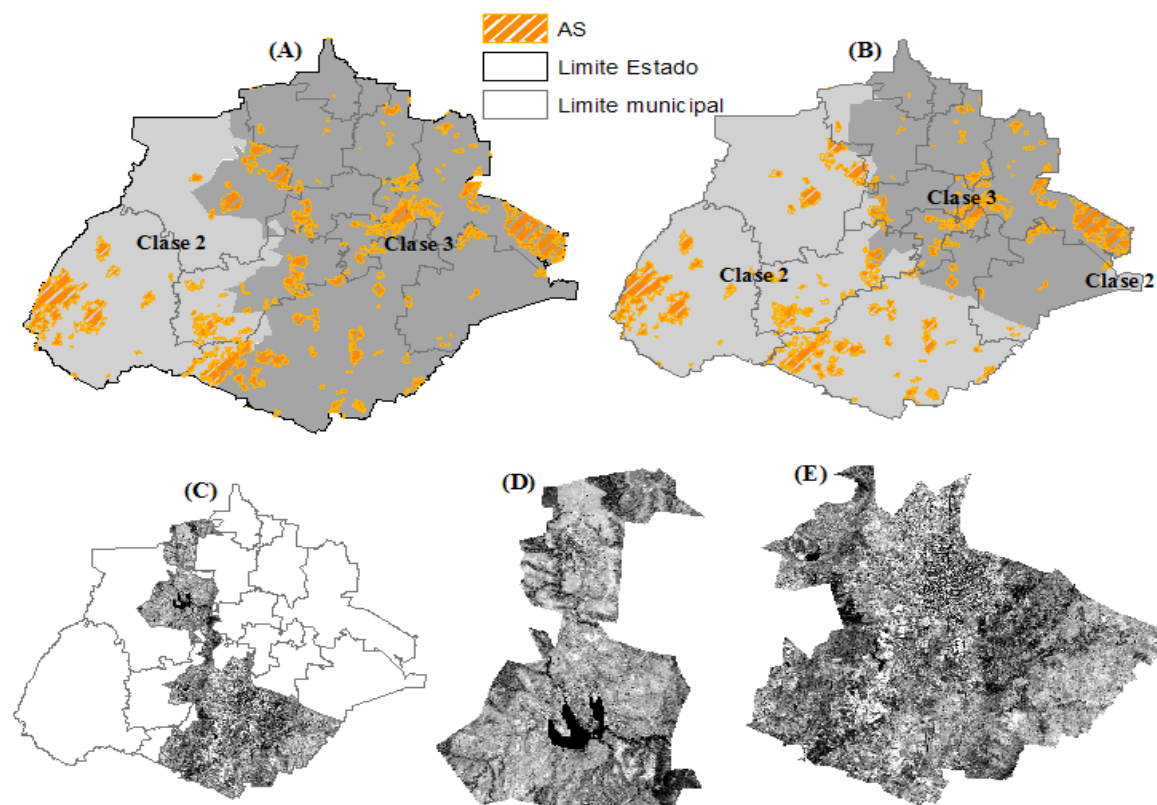 AS
(A)
(B)
Limite Estado
Limite municipal
Clase 2
Clase 3
Clase 3
Clase 2
Clase 2
(C)
(D)
(E)